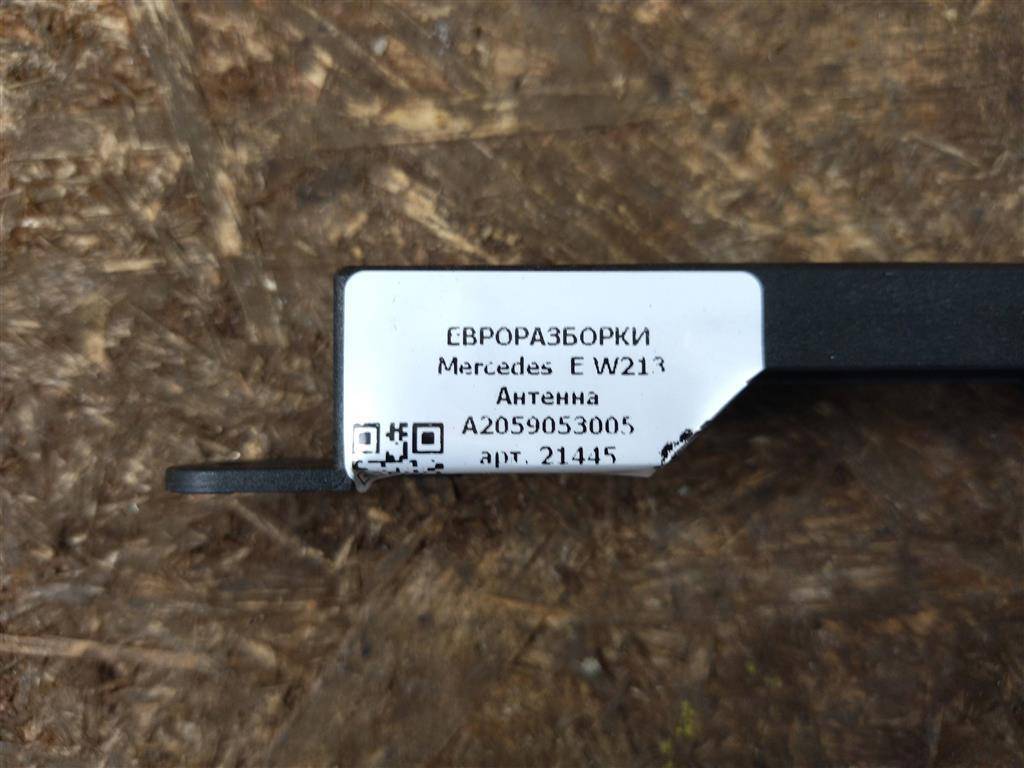 ЕВРОРАЗБОРКИ
Mercedes E W213
Антенна
A2059053005
арт. 21445